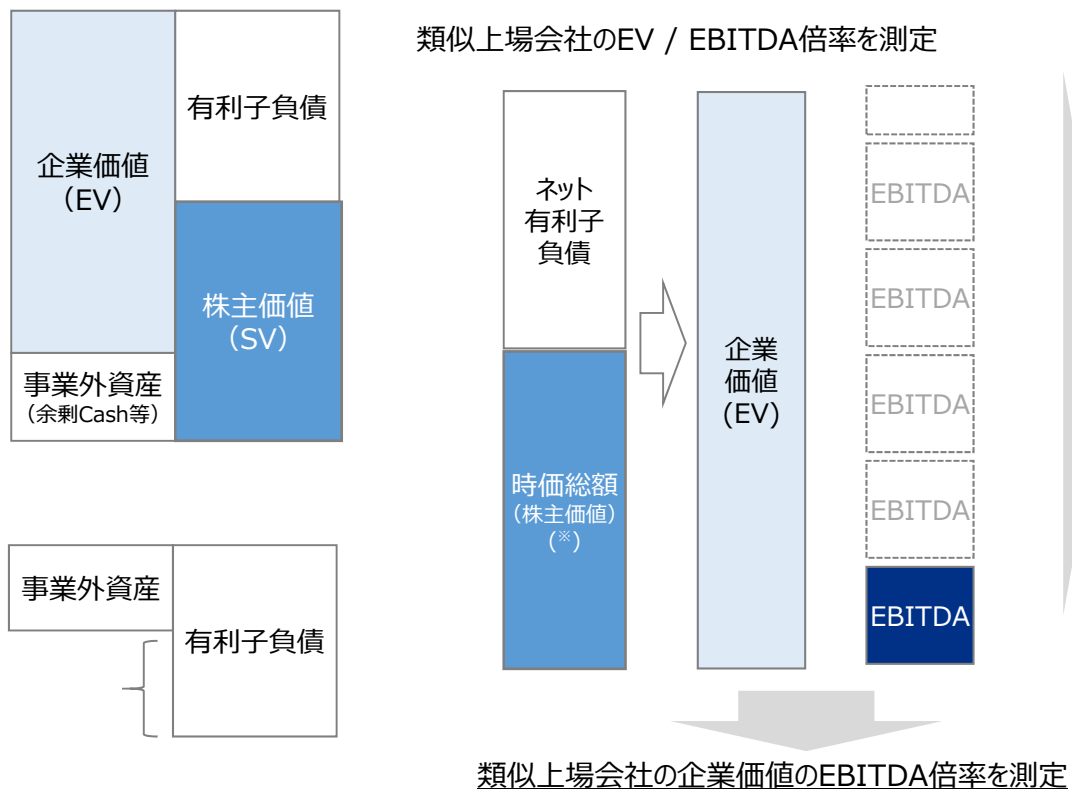 企業価値
（EV）
有利子負債
株主価値
（SV）
事業外資産
（余剰Cash等）
事業外資産
有利子負債
類似上場会社のEV / EBITDA倍率を測定
ネット
有利子
負債
時価総額
（株主価値）
(※)
企業
価値
(EV)
EBITDA
EBITDA
EBITDA
EBITDA
EBITDA
類似上場会社の企業価値のEBITDA倍率を測定